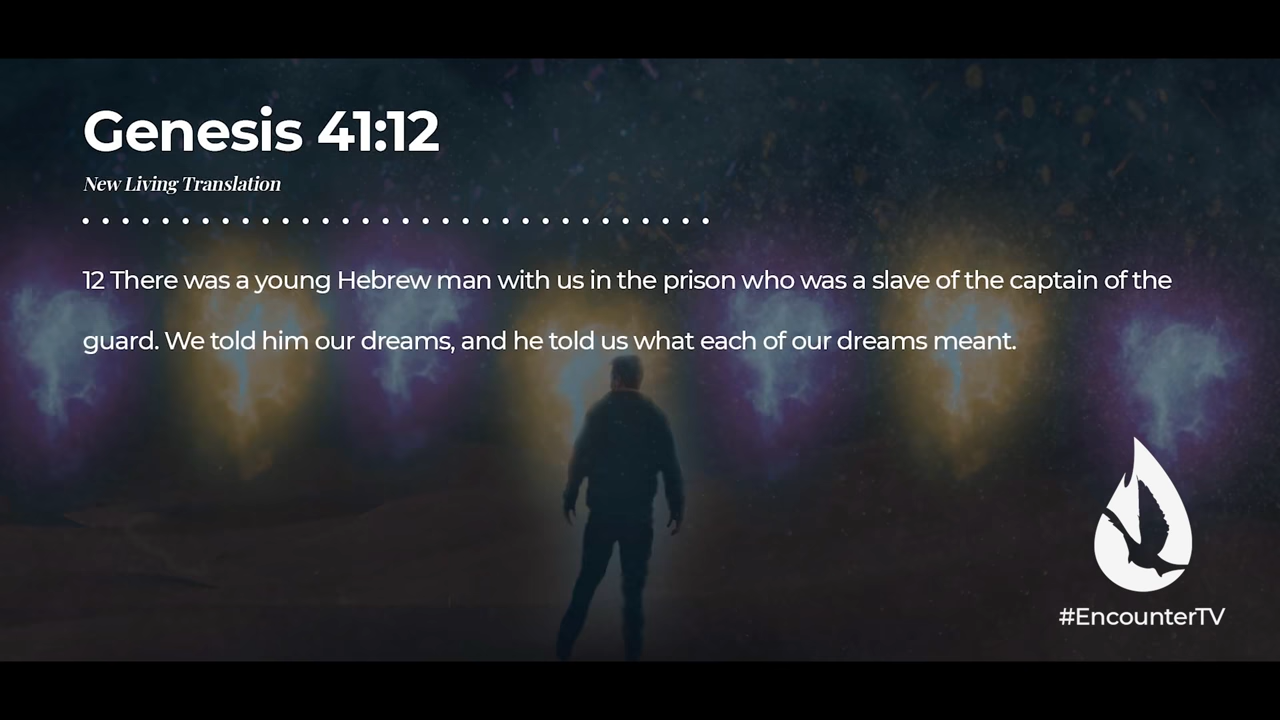 Genesis 41:12
New Living Translation
12 There was a young Hebrew man with us in the prison who was a slave of the captain of the
guard. We told him our dreams, and he told us what each of our dreams meant.
#EncounterTV